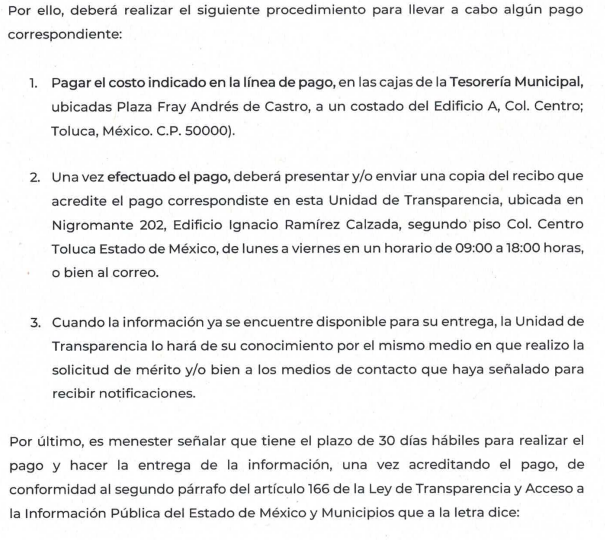 Por ello, deberá realizar el siguiente procedimiento para llevar a cabo algún pago
correspondiente:
1. Pagar el costo indicado en la línea de pago, en las cajas de la Tesorería Municipal,
ubicadas Plaza Fray Andrés de Castro, a un costado del Edificio A, Col. Centro;
Toluca, México. C.P. 50000).
2. Una vez efectuado el pago, deberá presentar y/o enviar una copia del recibo que
acredite el pago correspondiste en esta Unidad de Transparencia, ubicada en
Nigromante 202, Edificio Ignacio Ramírez Calzada, segundo piso Col. Centro
Toluca Estado de México, de lunes a viernes en un horario de 09:00 a 18:00 horas,
o bien al correo.
3. Cuando la información ya se encuentre disponible para su entrega, la Unidad de
Transparencia lo hará de su conocimiento por el mismo medio en que realizo la
solicitud de mérito y/o bien a los medios de contacto que haya señalado para
recibir notificaciones.
Por último, es menester señalar que tiene el plazo de 30 días hábiles para realizar el
pago y hacer la entrega de la información, una vez acreditando el pago, de
conformidad al segundo párrafo del artículo 166 de la Ley de Transparencia y Acceso a
la Información Pública del Estado de México y Municipios que a la letra dice: